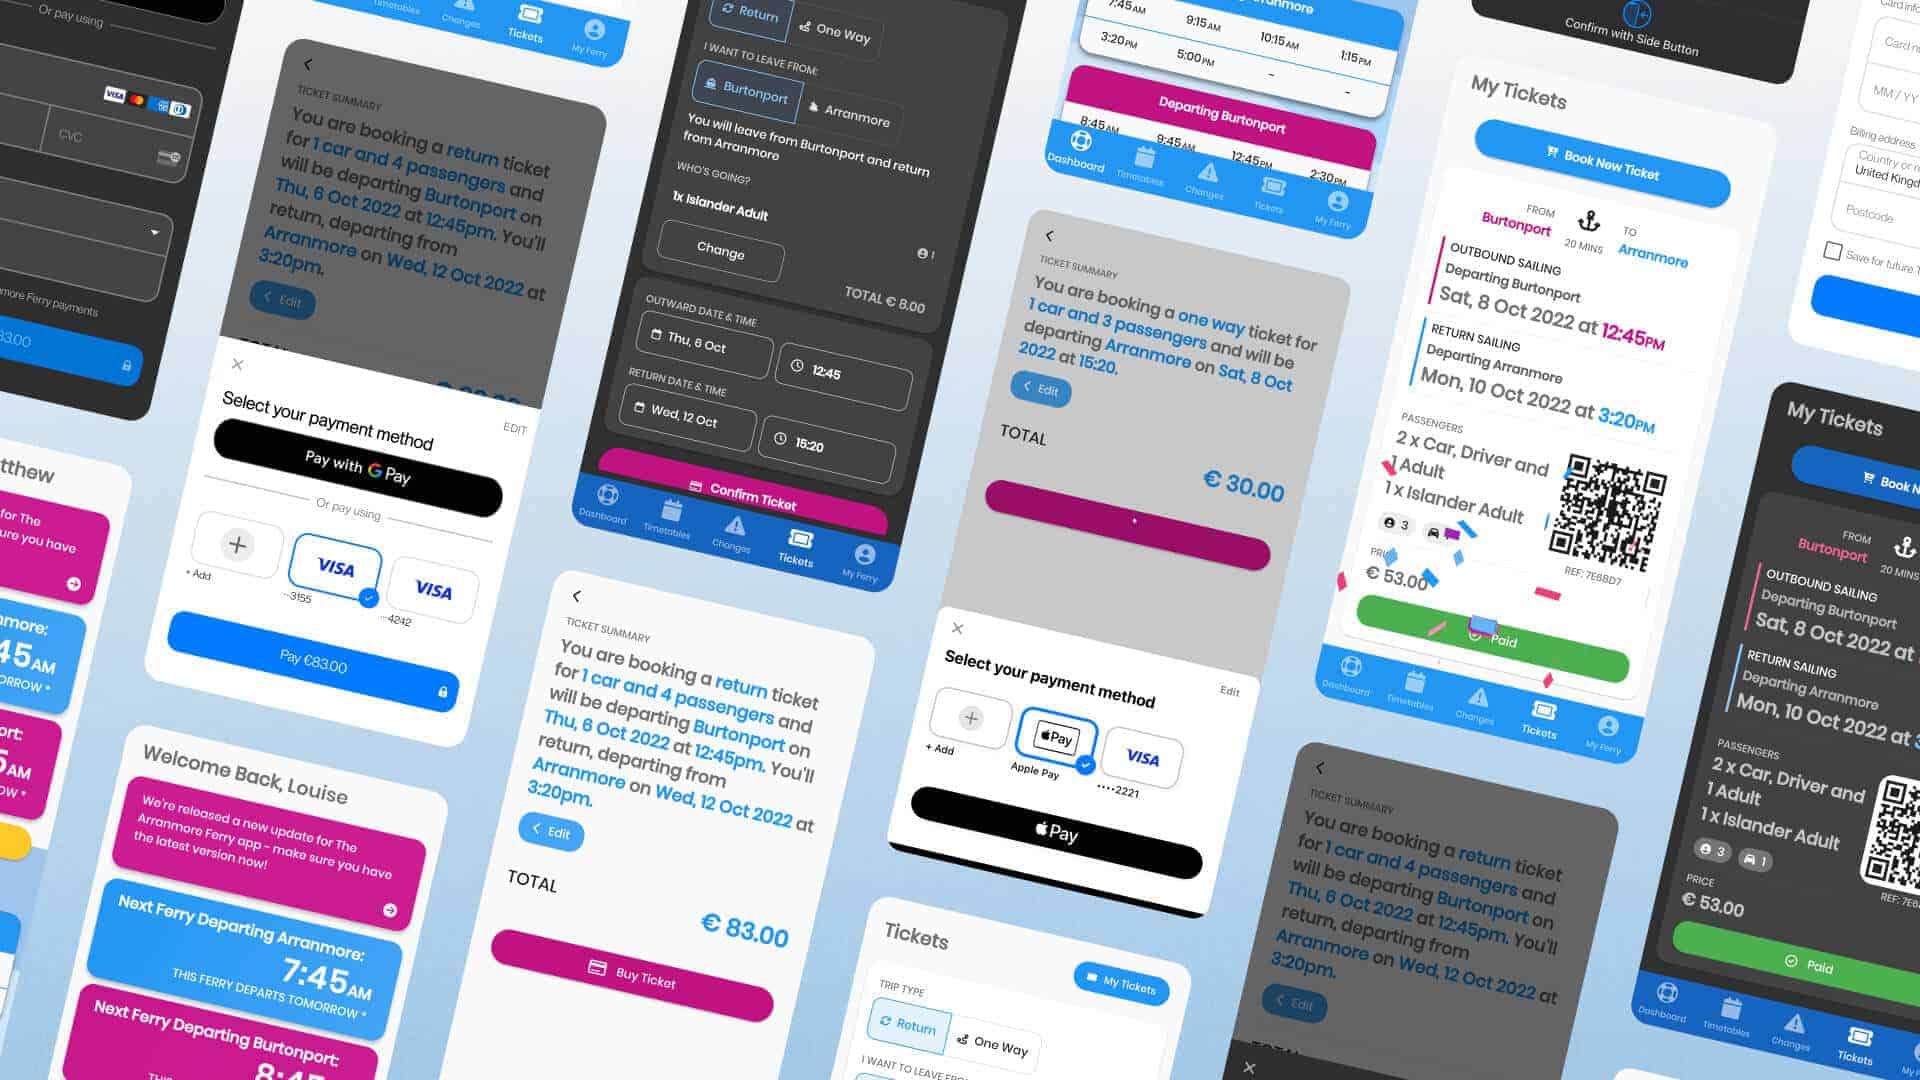 Or pay using
VISA
CVC
more Ferry payments
83.00
tthew
for The
sure you have
more:
45AM
ORROW *
ort:
5AM
OW *
Timetables
Changes
Tickets
My Ferry
TICKET SUMMARY
You are booking a return ticket
for 1 car and 4 passengers and
will be departing Burtonport on
Thu, 6 Oct 2022 at 12:45pm. You'll
return, departing from
Arranmore on Wed, 12 Oct 2022 at
3:20pm.
Edit
Select your payment method
EDIT
Pay with G Pay
Or pay using
+ Add
VISA
···3155
VISA
···4242
Pay €83.00
Welcome Back, Louise
We're released a new update for The
Arranmore Ferry app - make sure you have
the latest version now!
Next Ferry Departing Arranmore:
7:45AM
THIS FERRY DEPARTS TOMORROW *
Next Ferry Departing Burtonport:
8:45AM
Return
One Way
I WANT TO LEAVE FROM:
Burtonport
Arranmore
You will leave from Burtonport and return
from Arranmore
WHO'S GOING?
1x Islander Adult
1
Change
TOTAL € 8.00
OUTWARD DATE & TIME
Thu, 6 Oct
12:45
RETURN DATE & TIME
Wed, 12 Oct
15:20
Confirm Ticket
Dashboard
Timetables
Changes
Tickets
My Ferry
TICKET SUMMARY
You are booking a return ticket
for 1 car and 4 passengers and
will be departing Burtonport on
Thu, 6 Oct 2022 at 12:45pm. You'll
return, departing from
Arranmore on Wed, 12 Oct 2022 at
3:20pm.
Edit
TOTAL
€ 83.00
Buy Ticket
Arranmore
7:45AM
9:15AM
10:15AM
1:15PM
3:20PM
5:00PM
-
-
Departing Burtonport
8:45AM
9:45AM
12:45PM
2:30PM
Dashboard
Timetables
Changes
Tickets
My Ferry
TICKET SUMMARY
You are booking a one way ticket for
1 car and 3 passengers and will be
departing Arranmore on Sat, 8 Oct
2022 at 15:20.
Edit
TOTAL
€ 30.00
Select your payment method
Edit
+ Add
Pay
Apple Pay
VISA
••••2221
Pay
Tickets
My Tickets
TRIP TYPE
Return
One Way
I WANT TO LEAVE FROM:
Confirm with Side Button
My Tickets
Book New Ticket
FROM
Burtonport
20 MINS
TO
Arranmore
OUTBOUND SAILING
Departing Burtonport
Sat, 8 Oct 2022 at 12:45PM
RETURN SAILING
Departing Arranmore
Mon, 10 Oct 2022 at 3:20PM
PASSENGERS
2 x Car, Driver and
1 Adult
1 x Islander Adult
3
PRICE
€ 53.00
REF: 7E6BD7
Paid
Dashboard
Timetables
Changes
Tickets
My Ferry
TICKET SUMMARY
You are booking a return ticket
for 1 car and 4 passengers and
will be departing Burtonport on
Thu, 6 Oct 2022 at 12:45pm. You'll
return, departing from
Arranmore on Wed, 12 Oct 2022 at
3:20pm.
Edit
TOTAL
Card info
Card nu
MM / YY
Billing address
Country or re
United Kingd
Postcode
Save for future
My Tickets
Book N
FROM
Burtonport
20 MINS
OUTBOUND SAILING
Departing Burtonport
Sat, 8 Oct 2022 at
RETURN SAILING
Departing Arranmore
Mon, 10 Oct 2022 at
PASSENGERS
2 x Car, Driver and
1 Adult
1 x Islander Adult
3
1
PRICE
€ 53.00
REF: 7E6
Paid
Dashboard
Timetables
Changes
Tickets
My F